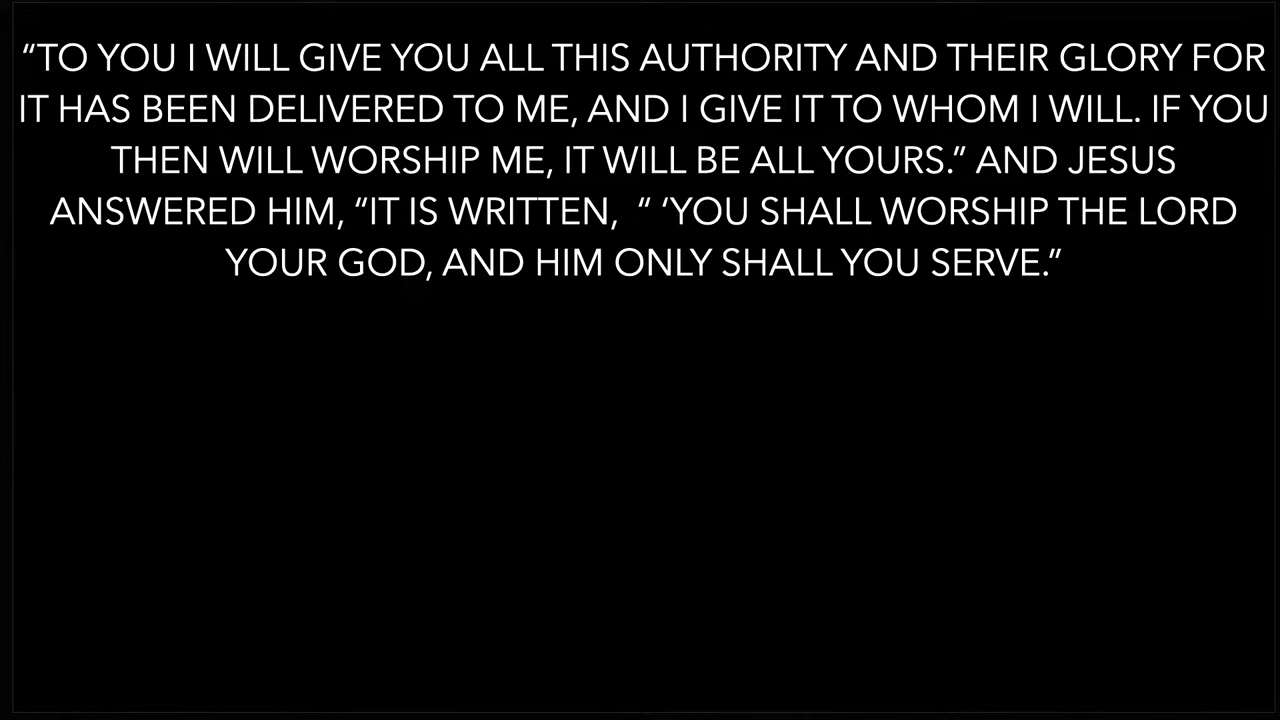 “TO YOU I WILL GIVE YOU ALL THIS AUTHORITY AND THEIR GLORY FOR
IT HAS BEEN DELIVERED TO ME, AND I GIVE IT TO WHOM I WILL. IF YOU
THEN WILL WORSHIP ME, IT WILL BE ALL YOURS.” AND JESUS
ANSWERED HIM, “IT IS WRITTEN,  “ ‘YOU SHALL WORSHIP THE LORD
YOUR GOD, AND HIM ONLY SHALL YOU SERVE.”